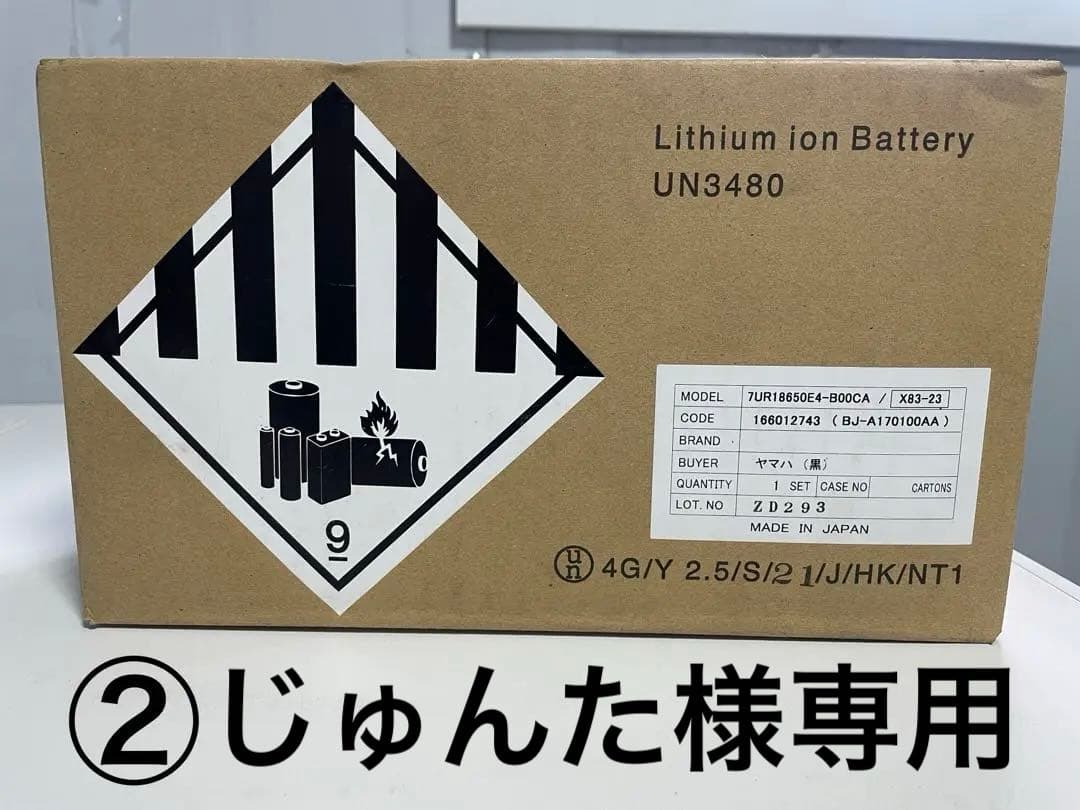 Lithium ion Battery
UN3480
MODEL 7UR18650E4-B00CA / X83-23
CODE 166012743 ( BJ-A170100AA )
BRAND
BUYER ヤマハ (黒)
QUANTITY 1 SET CASE NO CARTONS
LOT. NO ZD293
MADE IN JAPAN
9
un 4G/Y 2.5/S/21/J/HK/NT1
②じゅんた様専用